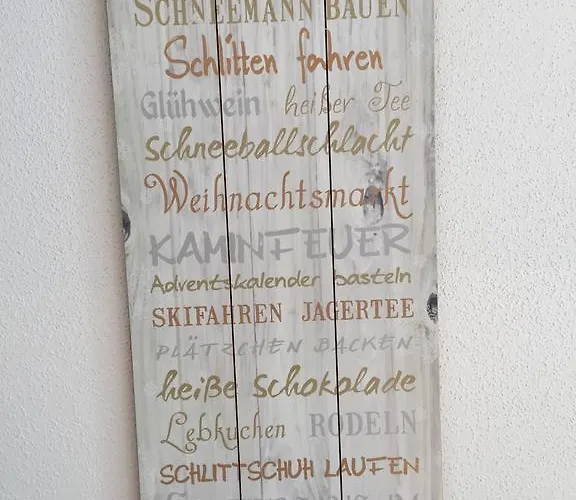 SCHNEEMANN BAUEN
Schlitten fahren
Glühwein heißer Tee
Schneeballschlacht
Weihnachtsmarkt
KAMINFEUER
Adventskalender basteln
SKIFAHREN JAGERTEE
PLÄTZCHEN BACKEN
heiße Schokolade
Lebkuchen RODELN
SCHLITTSCHUH LAUFEN